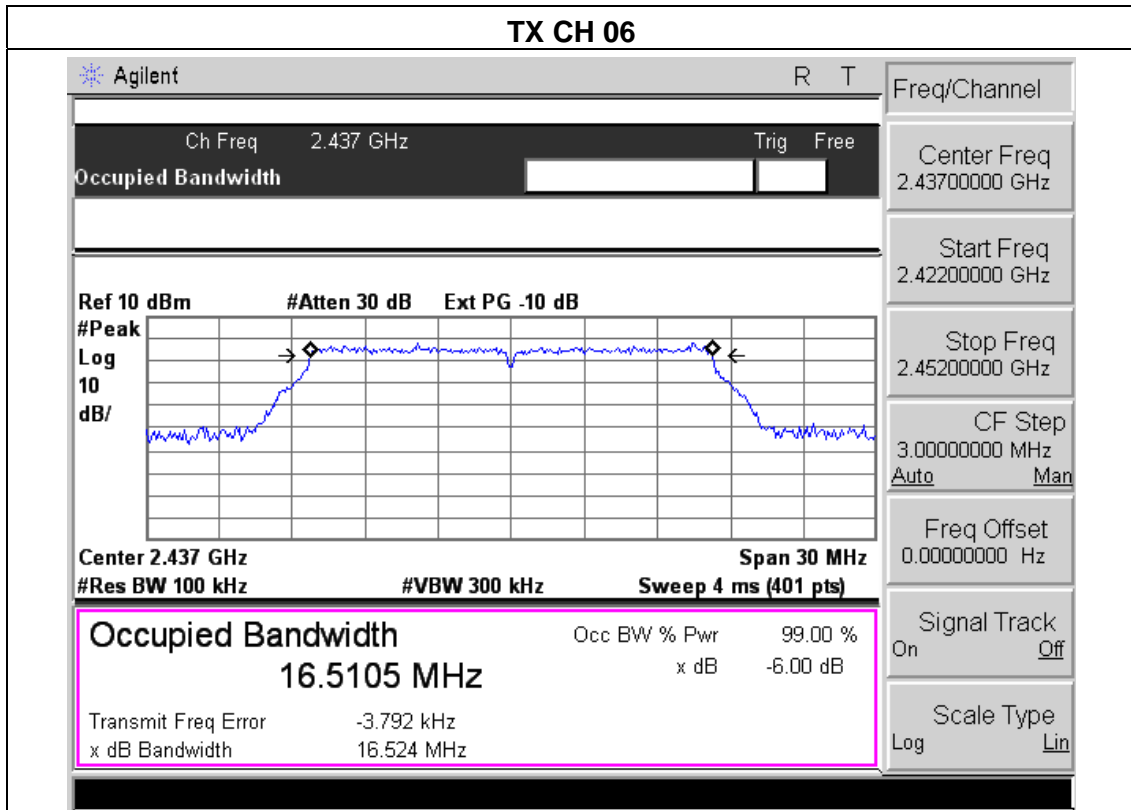 TX CH 06
Agilent R T
Freq/Channel
Ch Freq 2.437 GHz Trig Free
Occupied Bandwidth
Center Freq
2.43700000 GHz
Start Freq
2.42200000 GHz
Ref 10 dBm #Atten 30 dB Ext PG -10 dB
#Peak
Log
10
dB/
Stop Freq
2.45200000 GHz
CF Step
3.00000000 MHz
Auto Man
Center 2.437 GHz Span 30 MHz
#Res BW 100 kHz #VBW 300 kHz Sweep 4 ms (401 pts)
Freq Offset
0.00000000 Hz
Occupied Bandwidth Occ BW % Pwr 99.00 %
16.5105 MHz x dB -6.00 dB
Transmit Freq Error -3.792 kHz
x dB Bandwidth 16.524 MHz
Signal Track
On Off
Scale Type
Log Lin